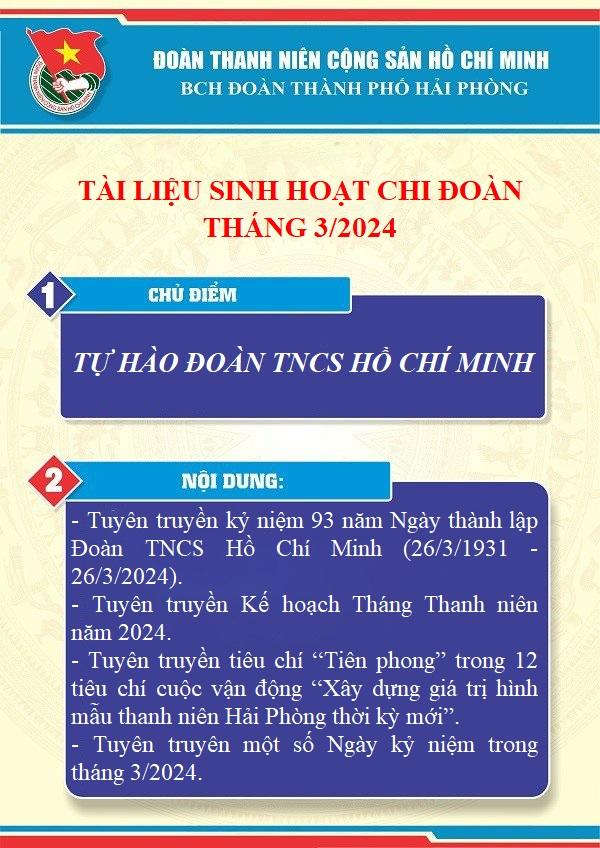 ĐOÀN THANH NIÊN CỘNG SẢN HỒ CHÍ MINH
BCH ĐOÀN THÀNH PHỐ HẢI PHÒNG
TÀI LIỆU SINH HOẠT CHI ĐOÀN
THÁNG 3/2024
1
CHỦ ĐIỂM
TỰ HÀO ĐOÀN TNCS HỒ CHÍ MINH
2
NỘI DUNG:
- Tuyên truyền kỷ niệm 93 năm Ngày thành lập
Đoàn TNCS Hồ Chí Minh (26/3/1931 -
26/3/2024).
- Tuyên truyền Kế hoạch Tháng Thanh niên
năm 2024.
- Tuyên truyền tiêu chí “Tiên phong” trong 12
tiêu chí cuộc vận động “Xây dựng giá trị hình
mẫu thanh niên Hải Phòng thời kỳ mới”.
- Tuyên truyên một số Ngày kỷ niệm trong
tháng 3/2024.